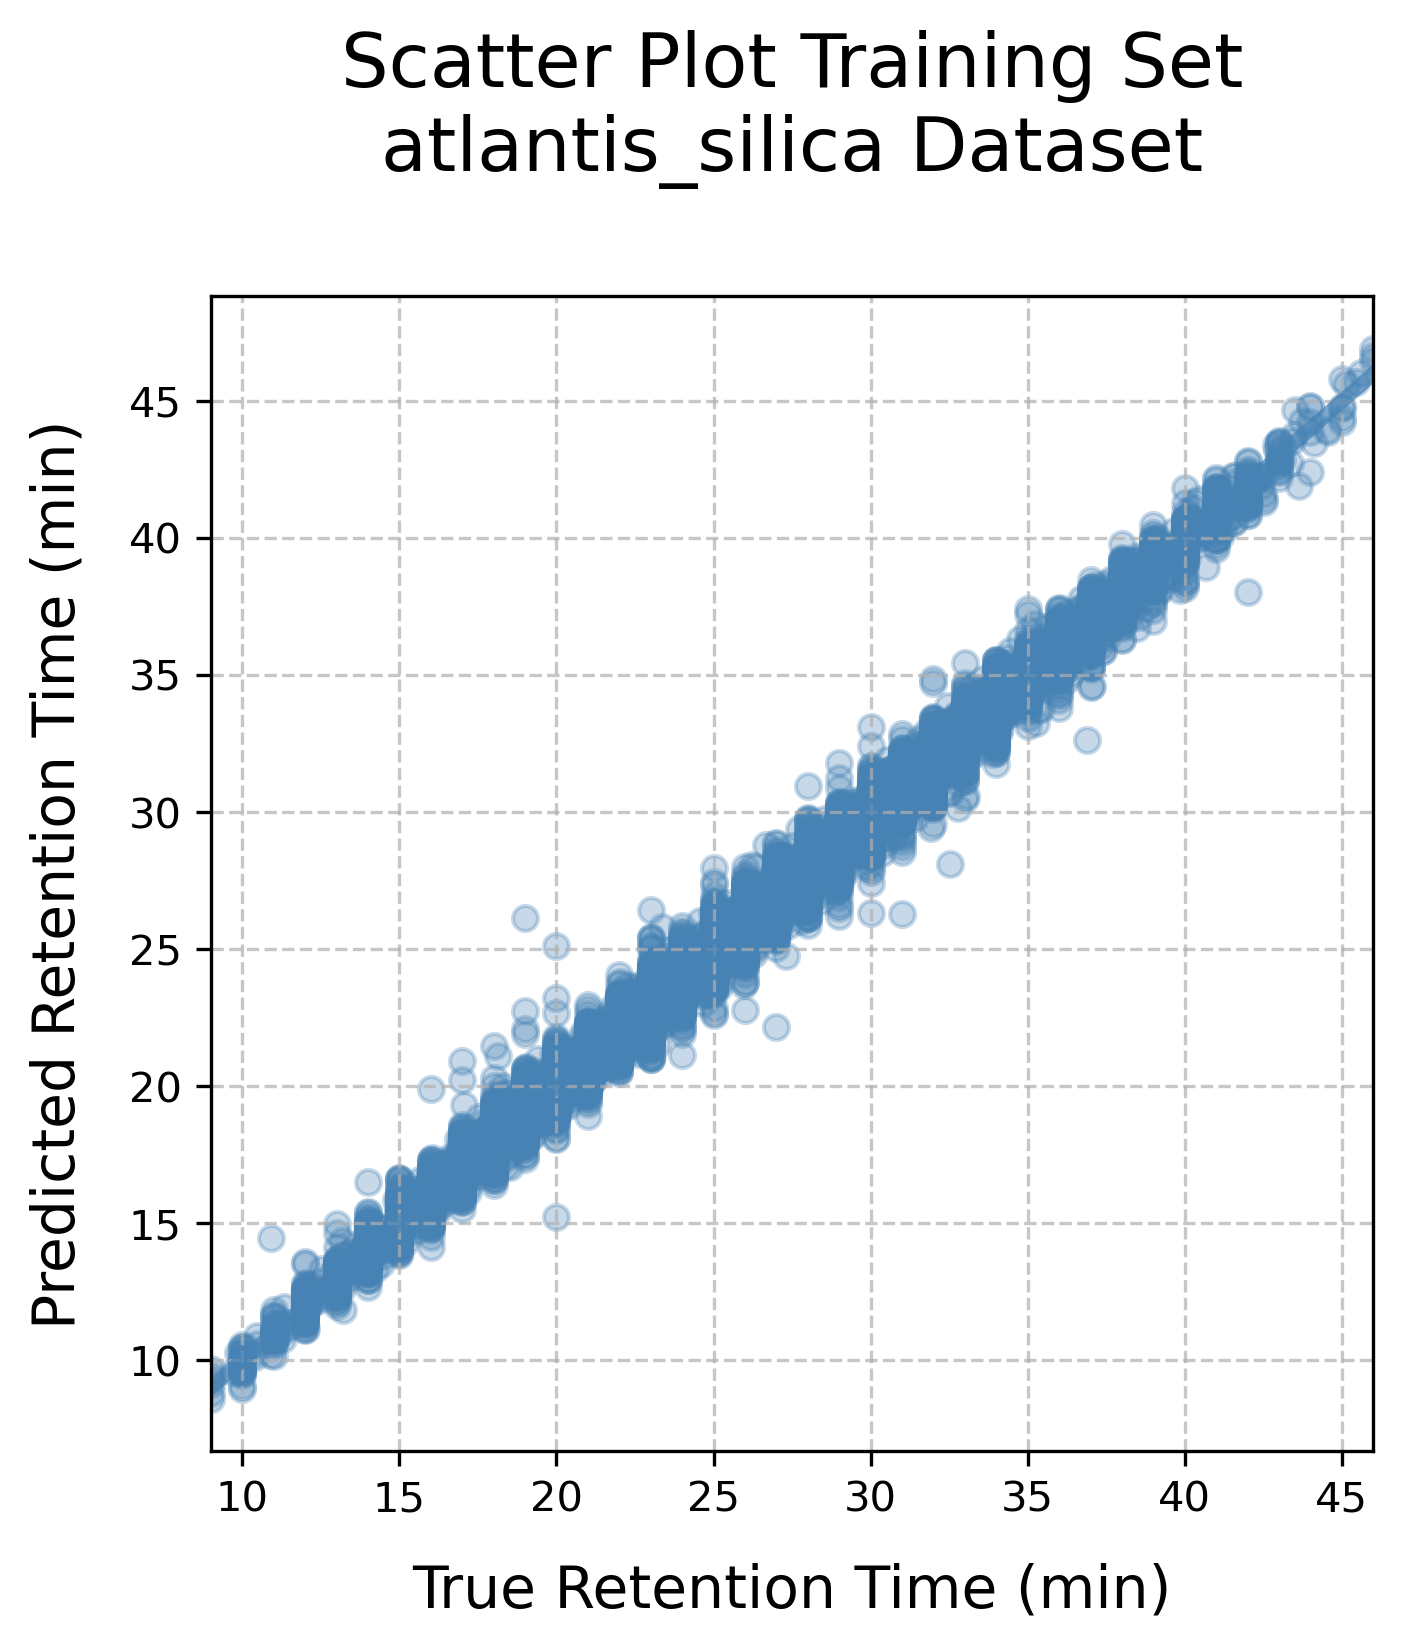 Scatter Plot Training Set
atlantis_silica Dataset
Predicted Retention Time (min)
45
40
35
30
25
20
15
10
10 15 20 25 30 35 40 45
True Retention Time (min)